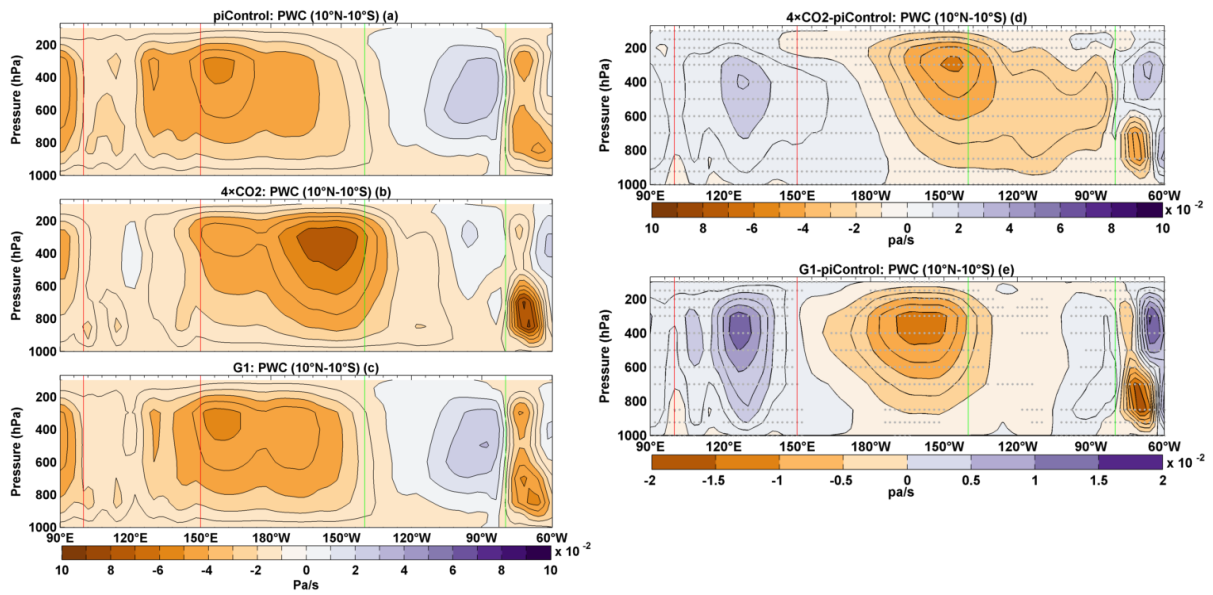 piControl: PWC (10°N-10°S) (a)
Pressure (hPa)
200
400
600
800
1000
4×CO2: PWC (10°N-10°S) (b)
Pressure (hPa)
200
400
600
800
1000
G1: PWC (10°N-10°S) (c)
Pressure (hPa)
200
400
600
800
1000
90°E 120°E 150°E 180°W 150°W 120°W 90°W 60°W
x 10 -2
10 8 -6 -4 -2 0 2 4 6 8 10
Pa/s
4×CO2-piControl: PWC (10°N-10°S) (d)
Pressure (hPa)
200
400
600
800
1000
90°E 120°E 150°E 180°W 150°W 120°W 90°W 60°W
x 10 -2
10 8 -6 -4 -2 0 2 4 6 8 10
pa/s
G1-piControl: PWC (10°N-10°S) (e)
Pressure (hPa)
200
400
600
800
1000
90°E 120°E 150°E 180°W 150°W 120°W 90°W 60°W
x 10 -2
-2 -1.5 -1 -0.5 0 0.5 1 1.5 2
pa/s